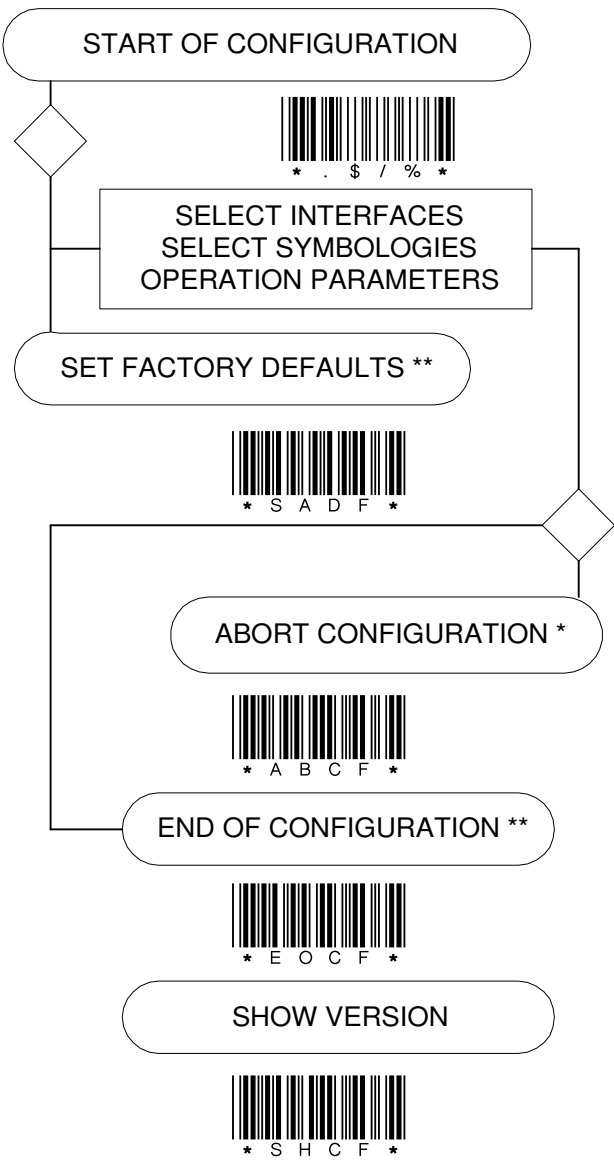 START OF CONFIGURATION
* . $ / % *
SELECT INTERFACES
SELECT SYMBOLOGIES
OPERATION PARAMETERS
SET FACTORY DEFAULTS **
* S A D F *
ABORT CONFIGURATION *
* A B C F *
END OF CONFIGURATION **
* E O C F *
SHOW VERSION
* S H C F *